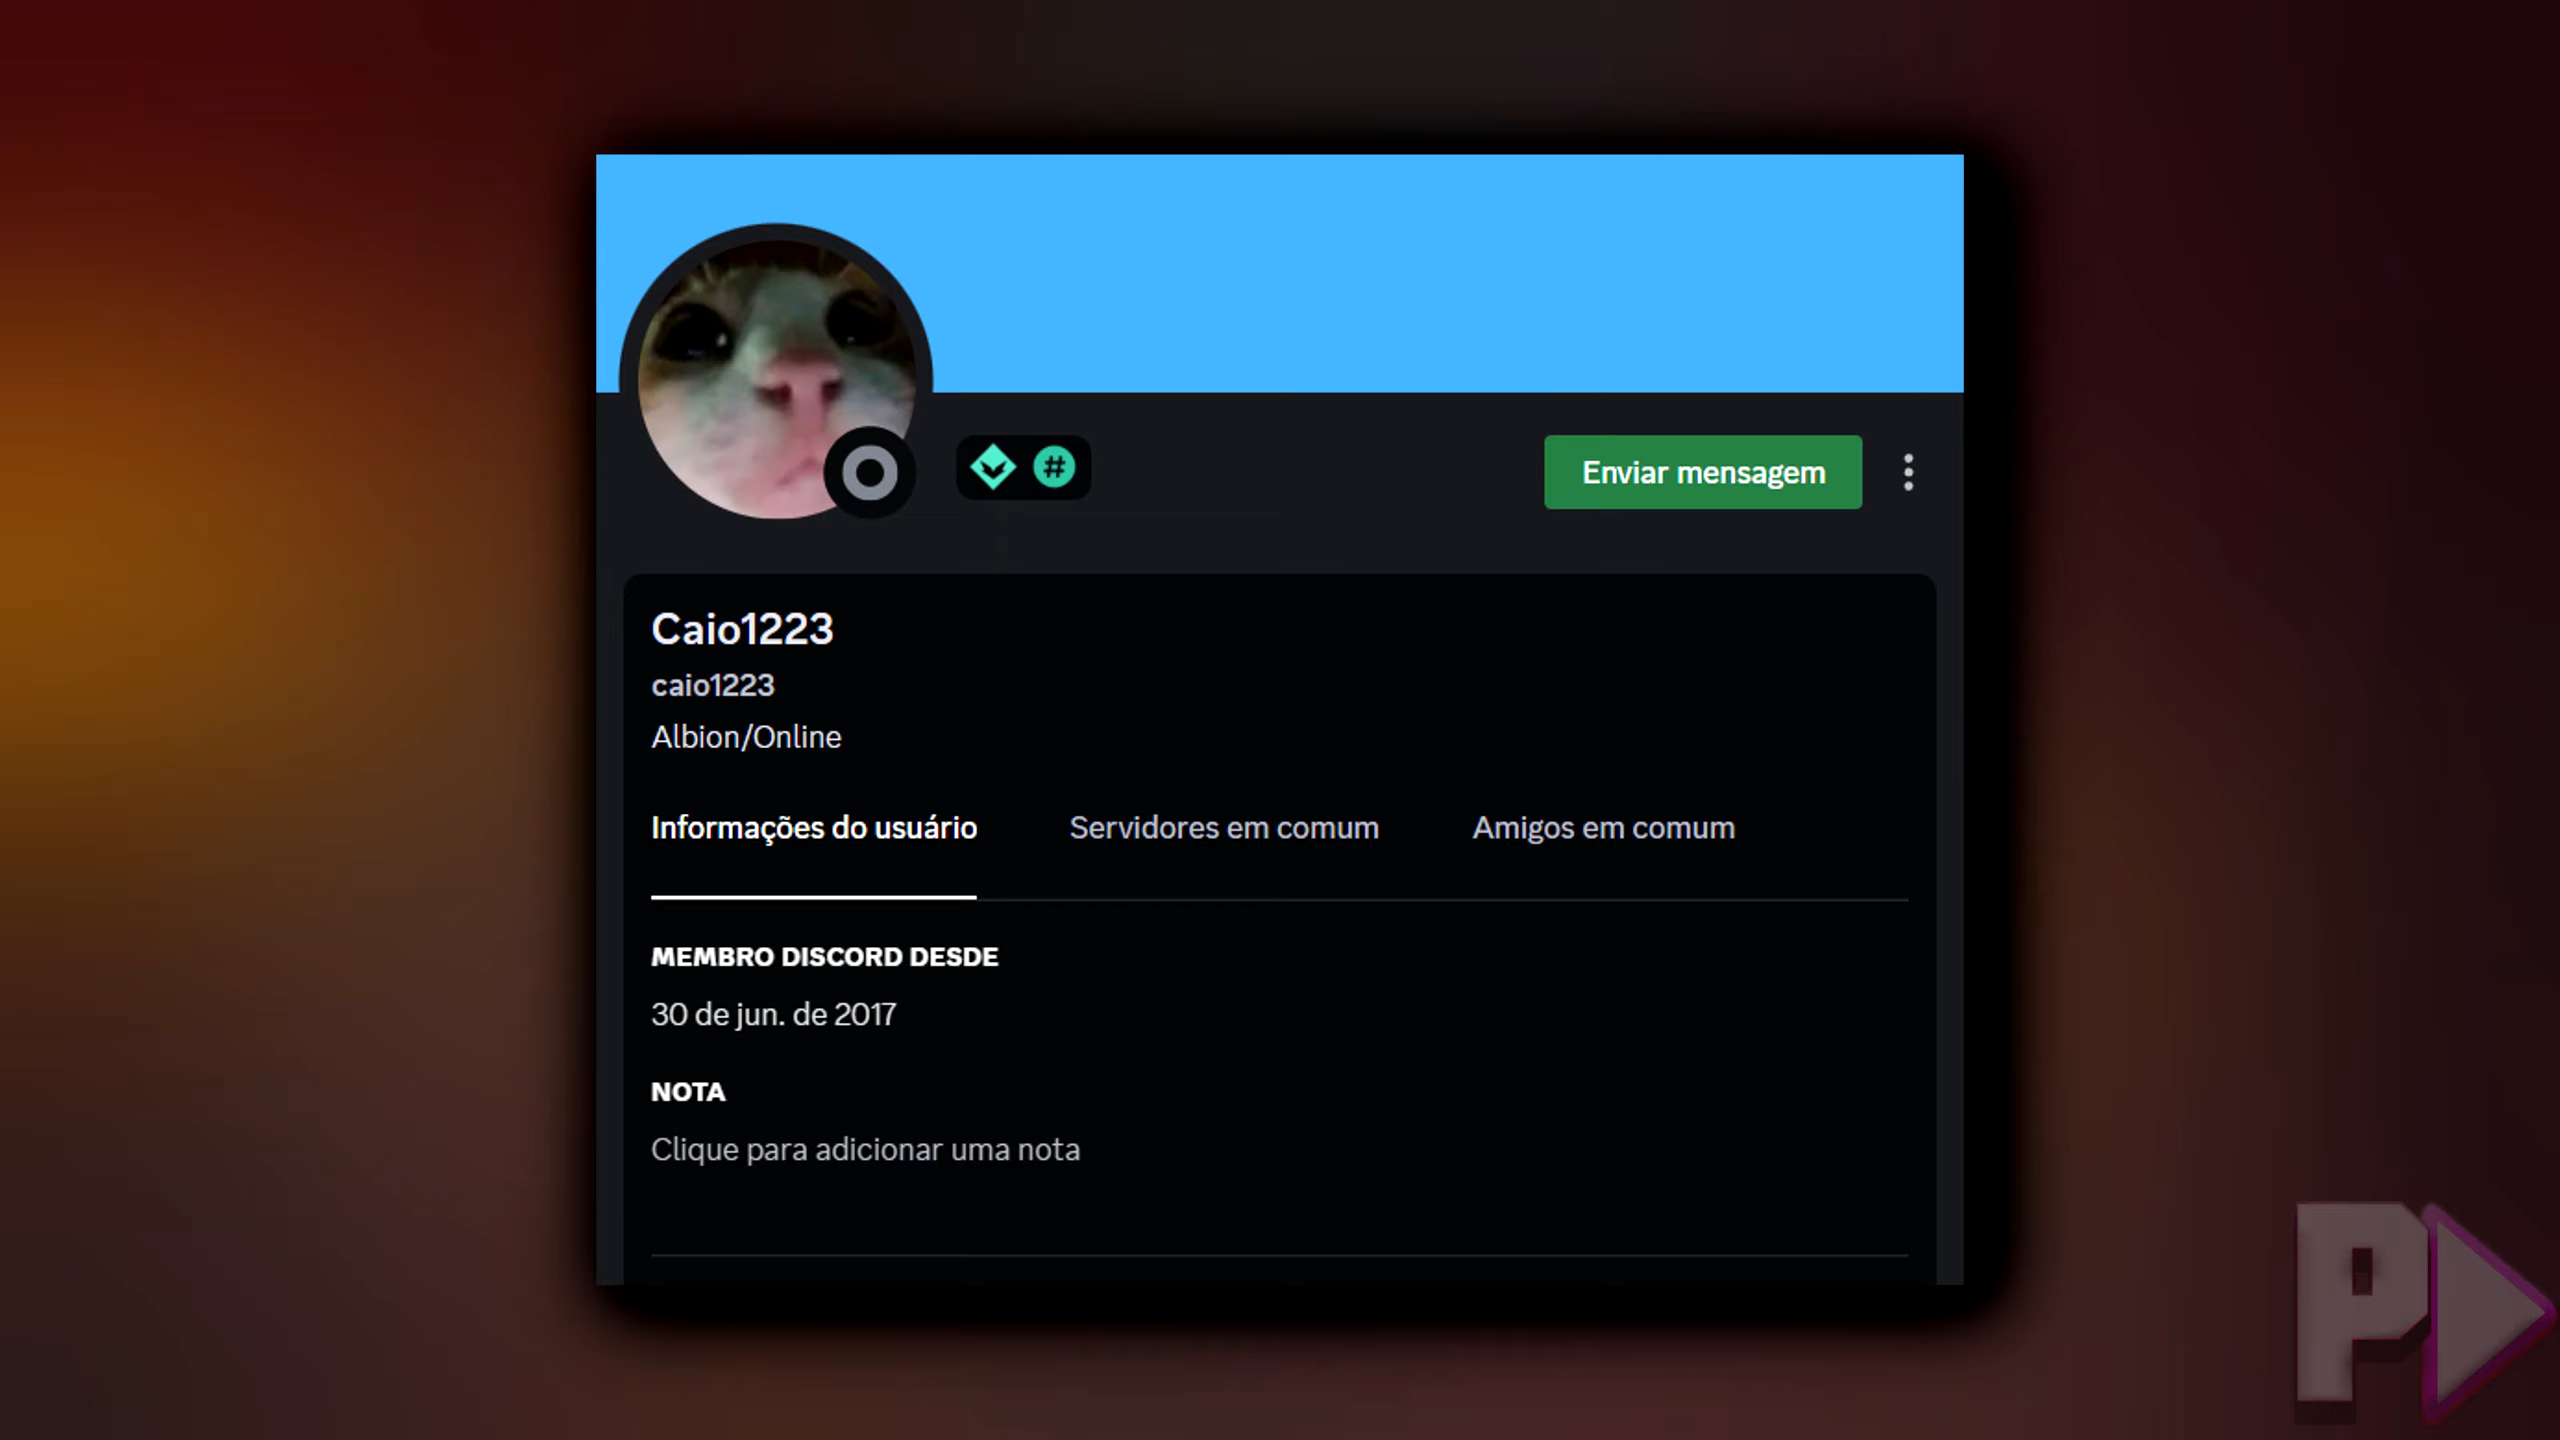 Enviar mensagem
Caio1223
caio1223
Albion/Online
Informações do usuário Servidores em comum Amigos em comum
MEMBRO DISCORD DESDE
30 de jun. de 2017
NOTA
Clique para adicionar uma nota
P